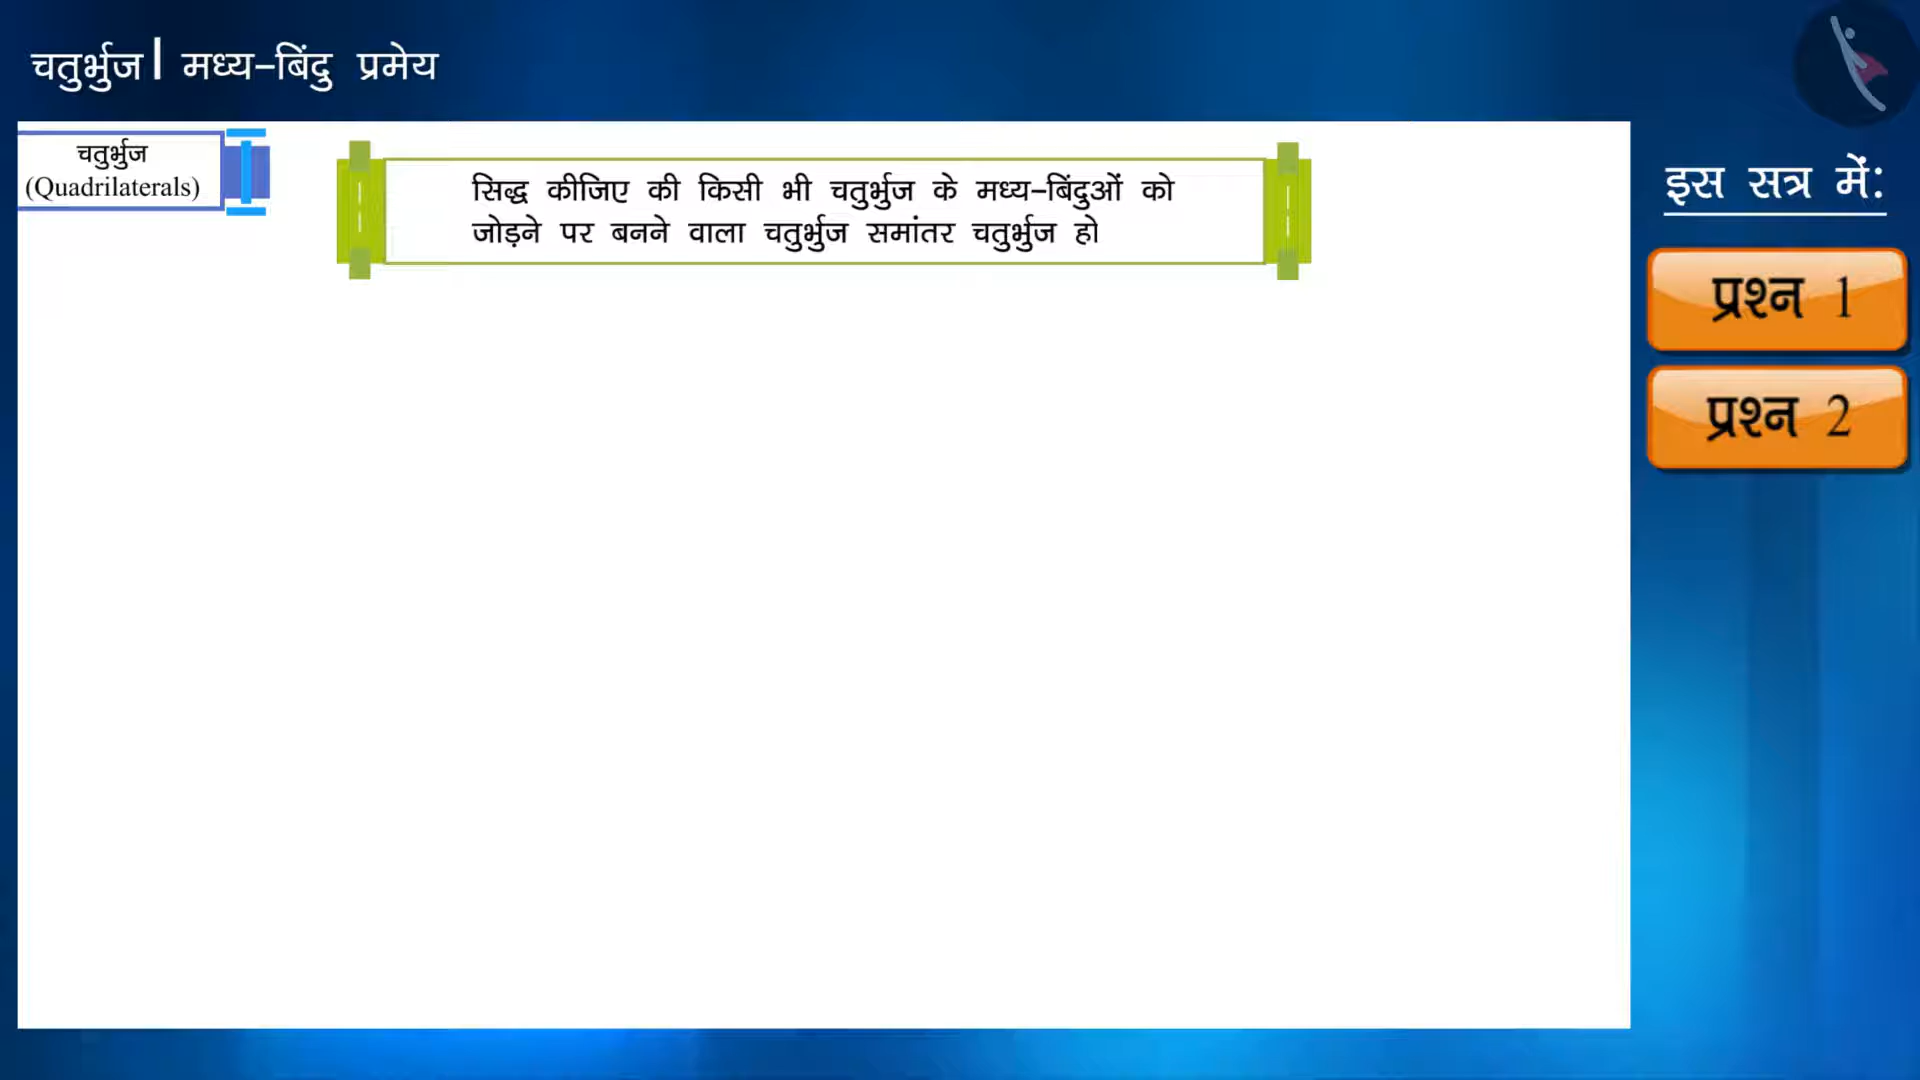 चतुर्भुज| मध्य-बिंदु प्रमेय
चतुर्भुज
(Quadrilaterals)
सिद्ध कीजिए की किसी भी चतुर्भुज के मध्य-बिंदुओं को
जोड़ने पर बनने वाला चतुर्भुज समांतर चतुर्भुज हो
इस सत्र में:
प्रश्न 1
प्रश्न 2